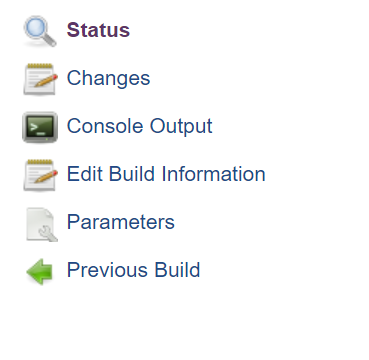 Status
Changes
Console Output
Edit Build Information
Parameters
Previous Build